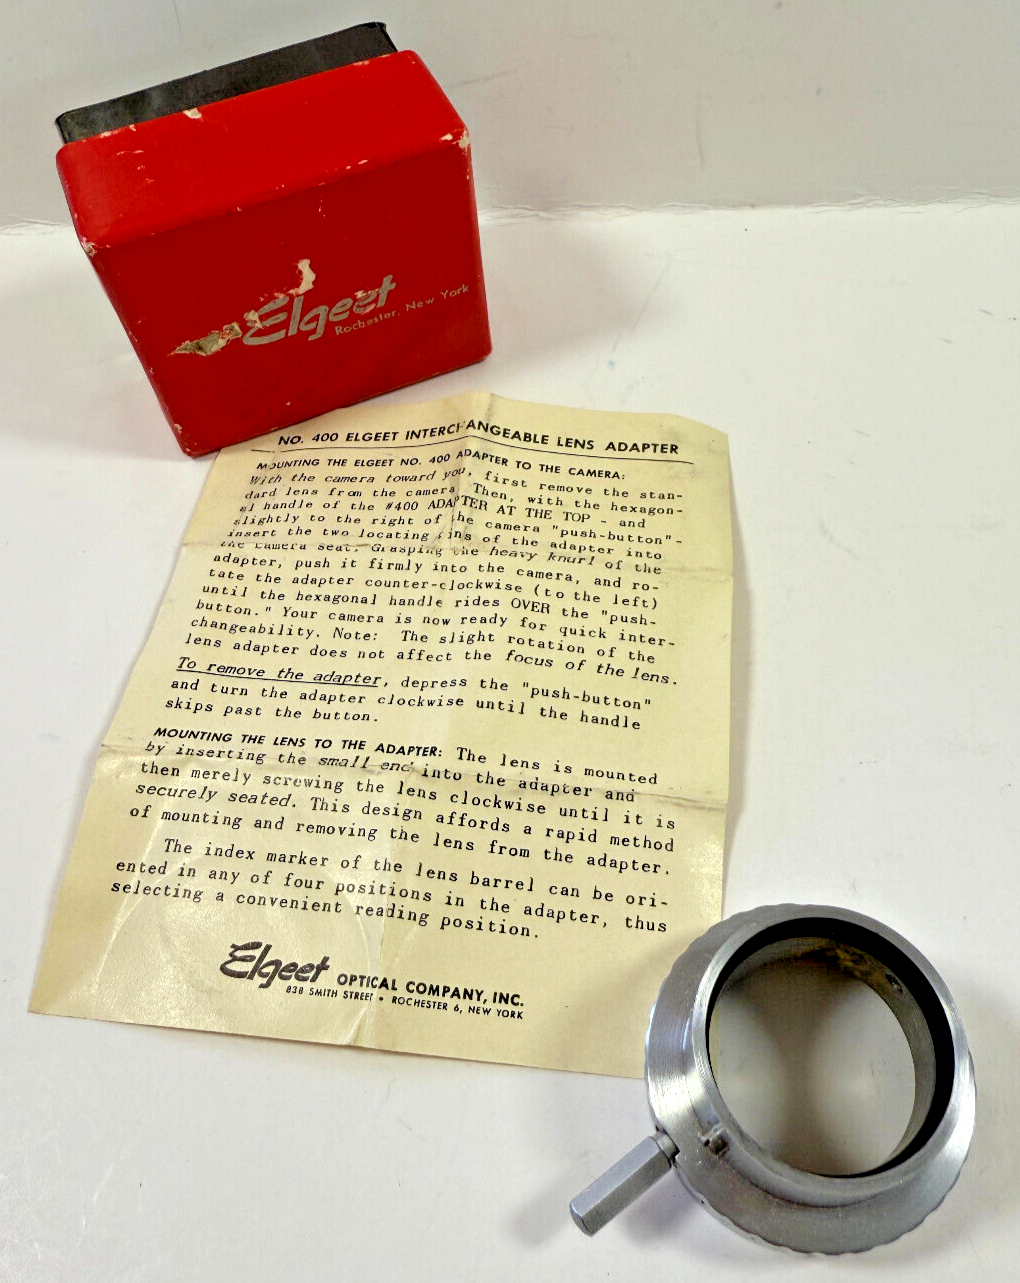 Elgeet
Rochester, New York
NO. 400 ELGEET INTERCHANGEABLE LENS ADAPTER
MOUNTING THE ELGEET NO. 400 ADAPTER TO THE CAMERA:
With the camera toward you, first remove the stan-
dard lens from the camera. Then, with the hexagon-
al handle of the #400 ADAPTER AT THE TOP - and
slightly to the right of the camera "push-button"-
insert the two locating pins of the adapter into
the camera seat. Grasping the heavy knurl of the
adapter, push it firmly into the camera, and ro-
tate the adapter counter-clockwise (to the left)
until the hexagonal handle rides OVER the "push-
button." Your camera is now ready for quick inter-
changeability. Note: The slight rotation of the
lens adapter does not affect the focus of the lens.
To remove the adapter, depress the "push-button"
and turn the adapter clockwise until the handle
skips past the button.
MOUNTING THE LENS TO THE ADAPTER: The lens is mounted
by inserting the small end into the adapter and
then merely screwing the lens clockwise until it is
securely seated. This design affords a rapid method
of mounting and removing the lens from the adapter.
The index marker of the lens barrel can be ori-
ented in any of four positions in the adapter, thus
selecting a convenient reading position.
Elgeet OPTICAL COMPANY, INC.
838 SMITH STREET • ROCHESTER 6, NEW YORK